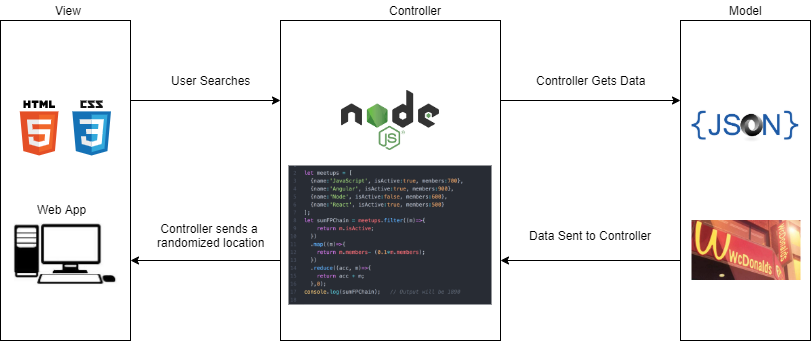 View
Controller
Model
User Searches
Controller Gets Data
HTML
5
CSS
3
node
JS
{JSON}
let meetups = [
{name:'JavaScript', isActive:true, members:700},
{name:'Angular', isActive:true, members:900},
{name:'Node', isActive:false, members:600},
{name:'React', isActive:true, members:500}
];
let sumFPChain = meetups.filter((m)=>{
return m.isActive;
})
.map((m)=>{
return m.members- (0.1*m.members);
})
.reduce((acc, m)=>{
return acc + m;
},0);
console.log(sumFPChain); // Output will be
Web App
Controller sends a
randomized location
Data Sent to Controller
WcDonald's